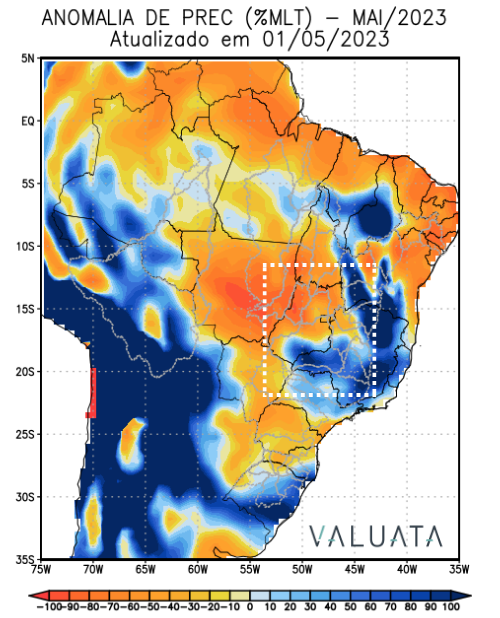 ANOMALIA DE PREC (%MLT) – MAI/2023
Atualizado em 01/05/2023
5N
EQ
5S
10S
15S
20S
25S
30S
35S
VALUATA
75W 70W 65W 60W 55W 50W 45W 40W 35W
-100 -90 -80 -70 -60 -50 -40 -30 -20 -10 0 10 20 30 40 50 60 70 80 90 100